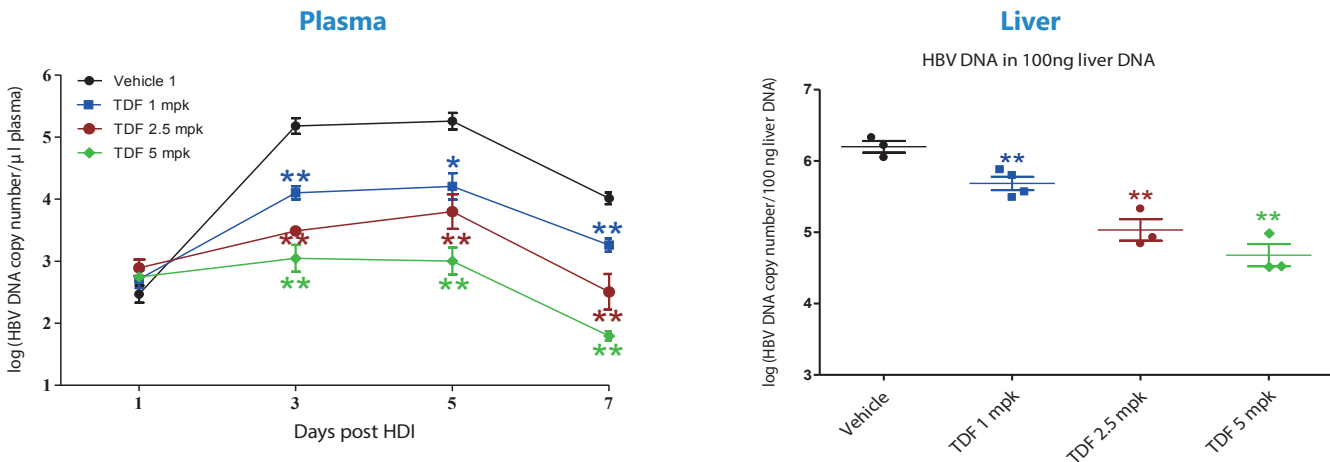 Plasma
log (HBV DNA copy number/μ l plasma)
6
5
4
3
2
1
Vehicle 1
TDF 1 mpk
TDF 2.5 mpk
TDF 5 mpk
**
*
**
**
**
**
**
**
**
1
3
5
7
Days post HDI
Liver
HBV DNA in 100ng liver DNA
log (HBV DNA copy number/ 100 ng liver DNA)
7
6
5
4
3
**
**
**
Vehicle
TDF 1 mpk
TDF 2.5 mpk
TDF 5 mpk